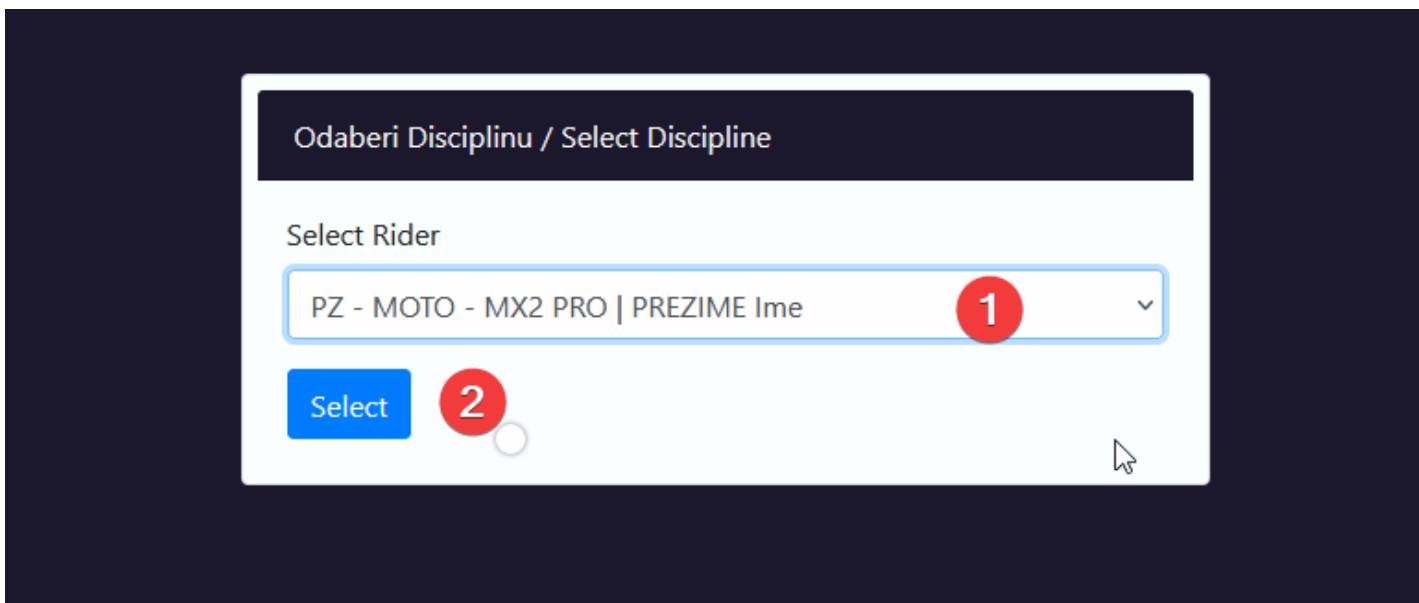 Odaberi Disciplinu / Select Discipline
Select Rider
PZ - MOTO - MX2 PRO | PREZIME Ime
1
Select
2